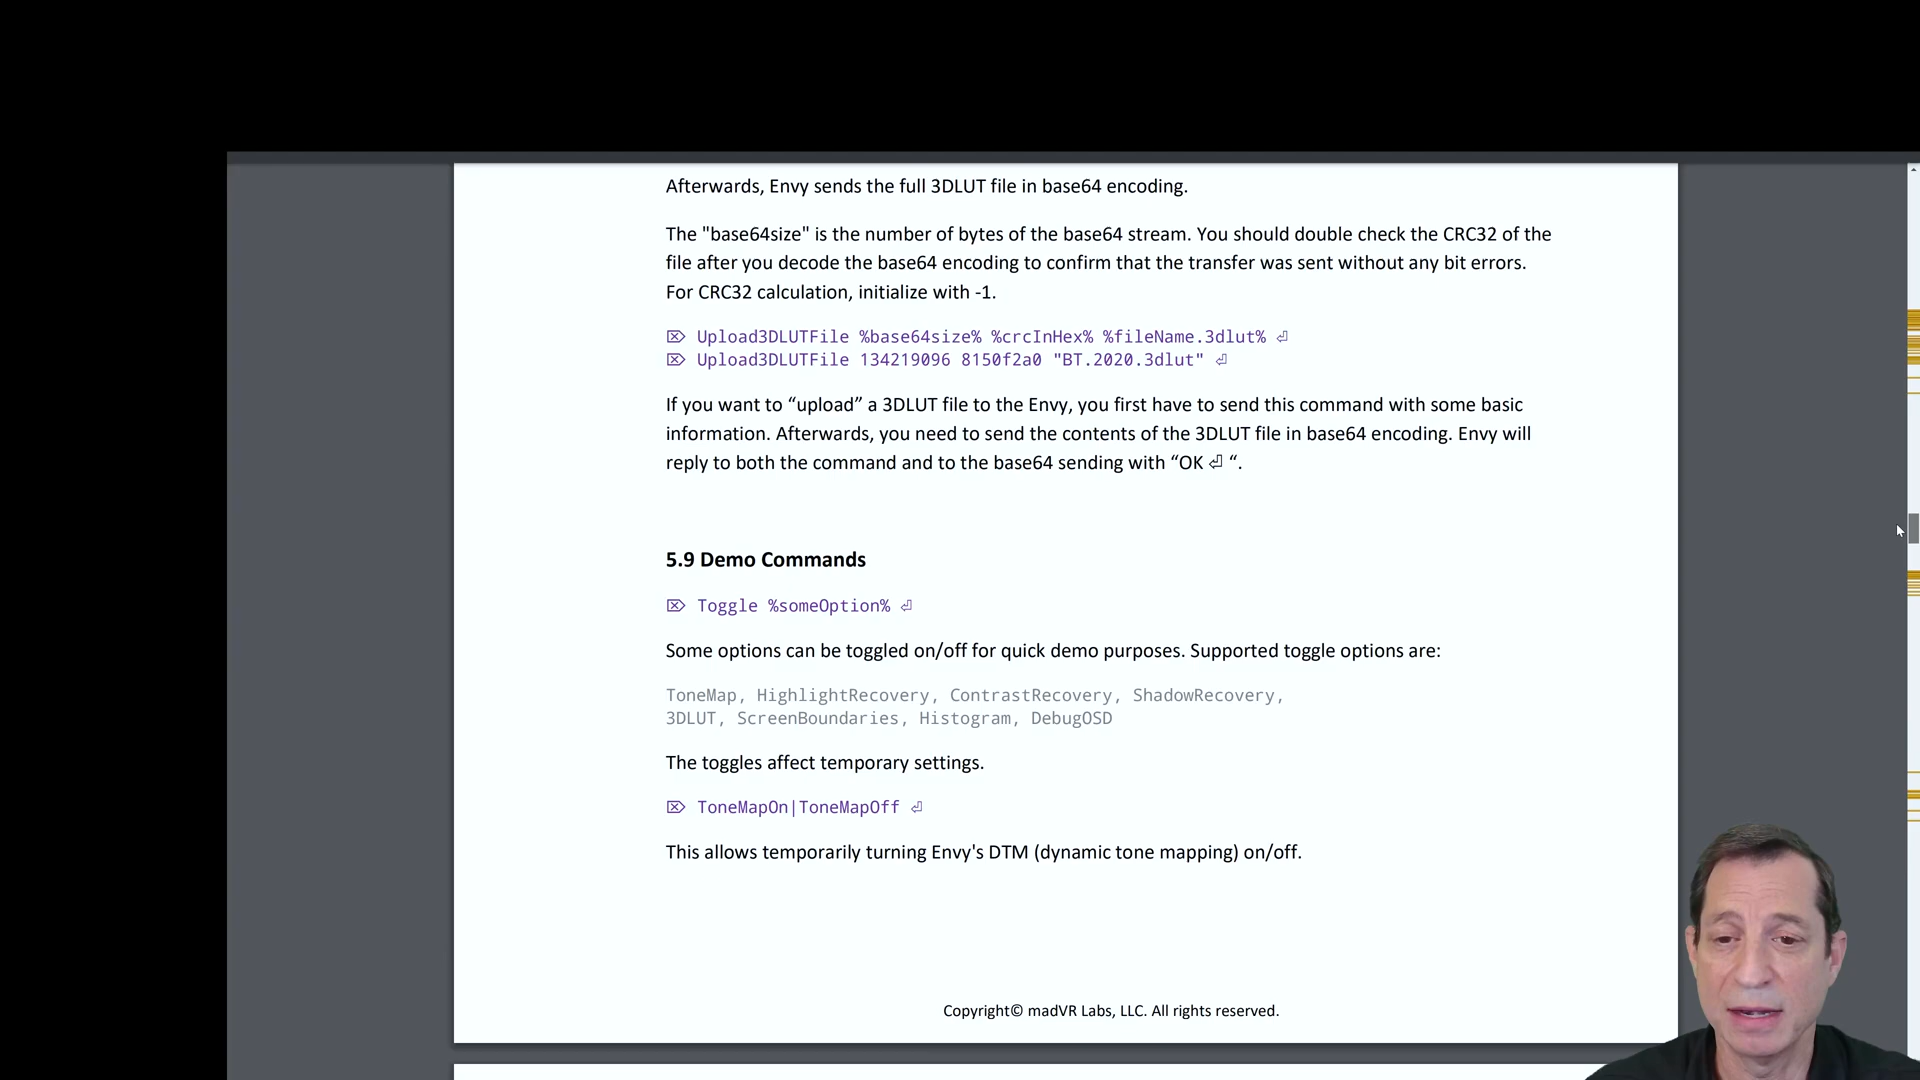 Afterwards, Envy sends the full 3DLUT file in base64 encoding.
The "base64size" is the number of bytes of the base64 stream. You should double check the CRC32 of the
file after you decode the base64 encoding to confirm that the transfer was sent without any bit errors.
For CRC32 calculation, initialize with -1.
⌦ Upload3DLUTFile %base64size% %crcInHex% %fileName.3dlut% ⏎
⌦ Upload3DLUTFile 134219096 8150f2a0 "BT.2020.3dlut" ⏎
If you want to “upload” a 3DLUT file to the Envy, you first have to send this command with some basic
information. Afterwards, you need to send the contents of the 3DLUT file in base64 encoding. Envy will
reply to both the command and to the base64 sending with “OK ⏎ “.
5.9 Demo Commands
⌦ Toggle %someOption% ⏎
Some options can be toggled on/off for quick demo purposes. Supported toggle options are:
ToneMap, HighlightRecovery, ContrastRecovery, ShadowRecovery,
3DLUT, ScreenBoundaries, Histogram, DebugOSD
The toggles affect temporary settings.
⌦ ToneMapOn|ToneMapOff ⏎
This allows temporarily turning Envy's DTM (dynamic tone mapping) on/off.
Copyright© madVR Labs, LLC. All rights reserved.